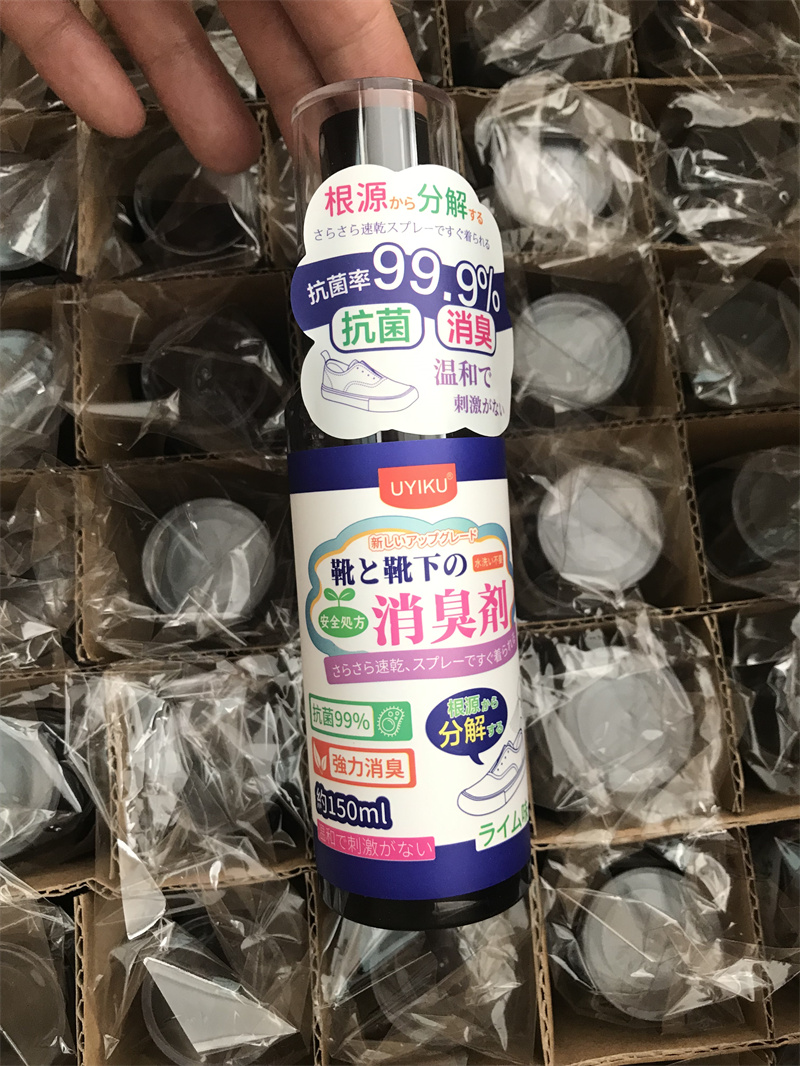 根源から分解する
さらさら速乾スプレーですぐ着られる
抗菌率99.9%
抗菌 消臭
温和で
刺激がない
UYIKU®
新しいアップグレード
靴と靴下の
水洗い不要
安全処方
消臭剤
さらさら速乾、スプレーですぐ着られる
抗菌99%
根源から
分解する
強力消臭
約150ml
ライム
温和で刺激がない